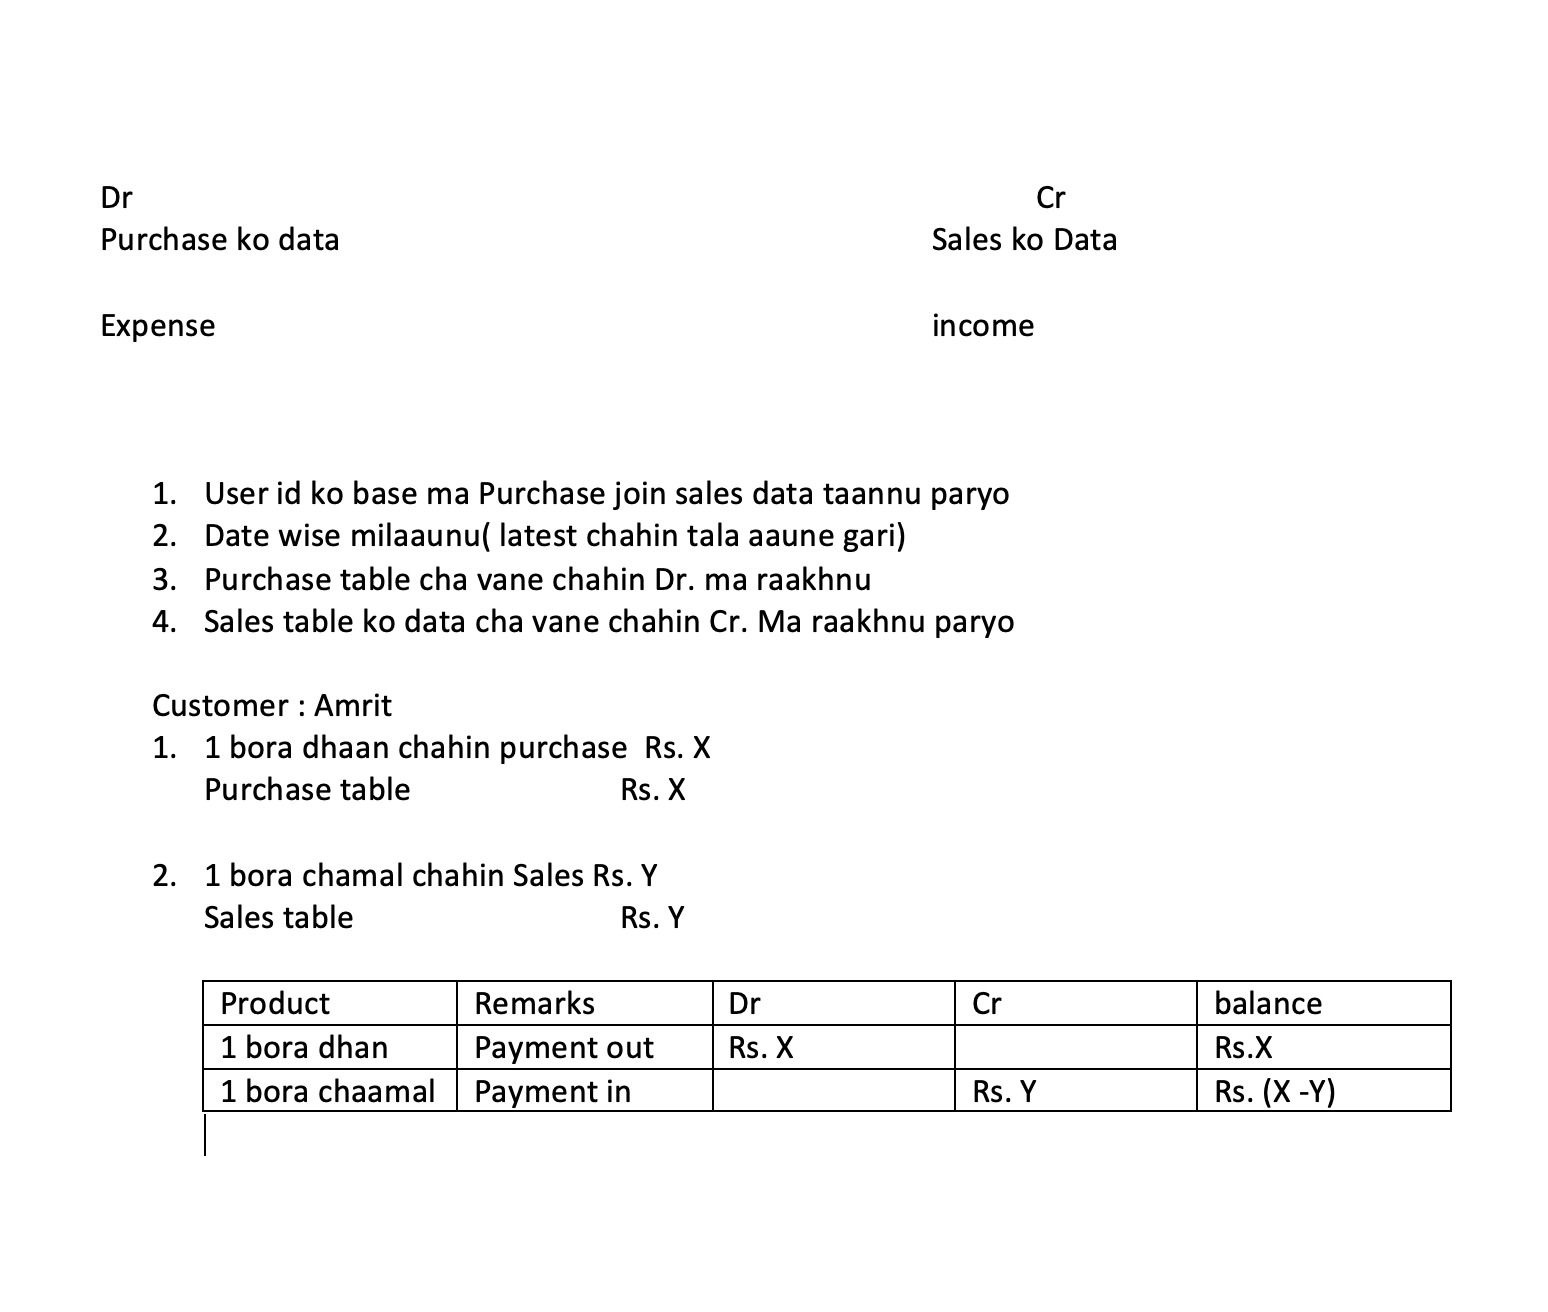 Dr Cr
Purchase ko data Sales ko Data
Expense income
1. User id ko base ma Purchase join sales data taannu paryo
2. Date wise milaaunu( latest chahin tala aaune gari)
3. Purchase table cha vane chahin Dr. ma raakhnu
4. Sales table ko data cha vane chahin Cr. Ma raakhnu paryo
Customer : Amrit
1. 1 bora dhaan chahin purchase Rs. X
Purchase table Rs. X
2. 1 bora chamal chahin Sales Rs. Y
Sales table Rs. Y
Product Remarks Dr Cr balance
1 bora dhan Payment out Rs. X Rs.X
1 bora chaamal Payment in Rs. Y Rs. (X -Y)